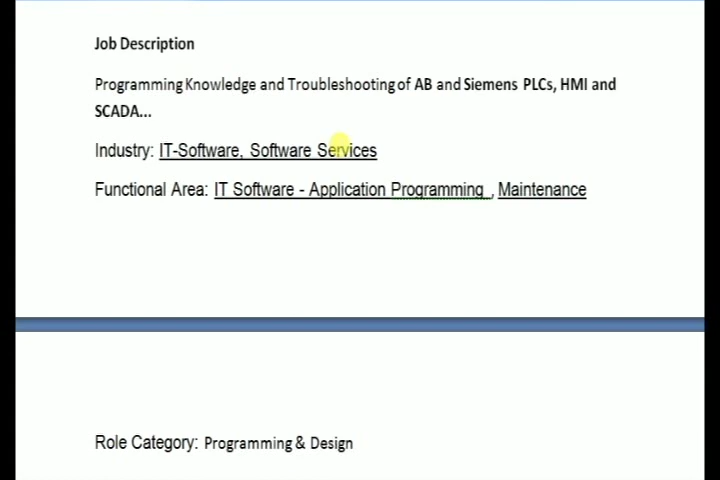 Job Description
Programming Knowledge and Troubleshooting of AB and Siemens PLCs, HMI and
SCADA...
Industry: IT-Software, Software Services
Functional Area: IT Software - Application Programming , Maintenance
Role Category: Programming & Design